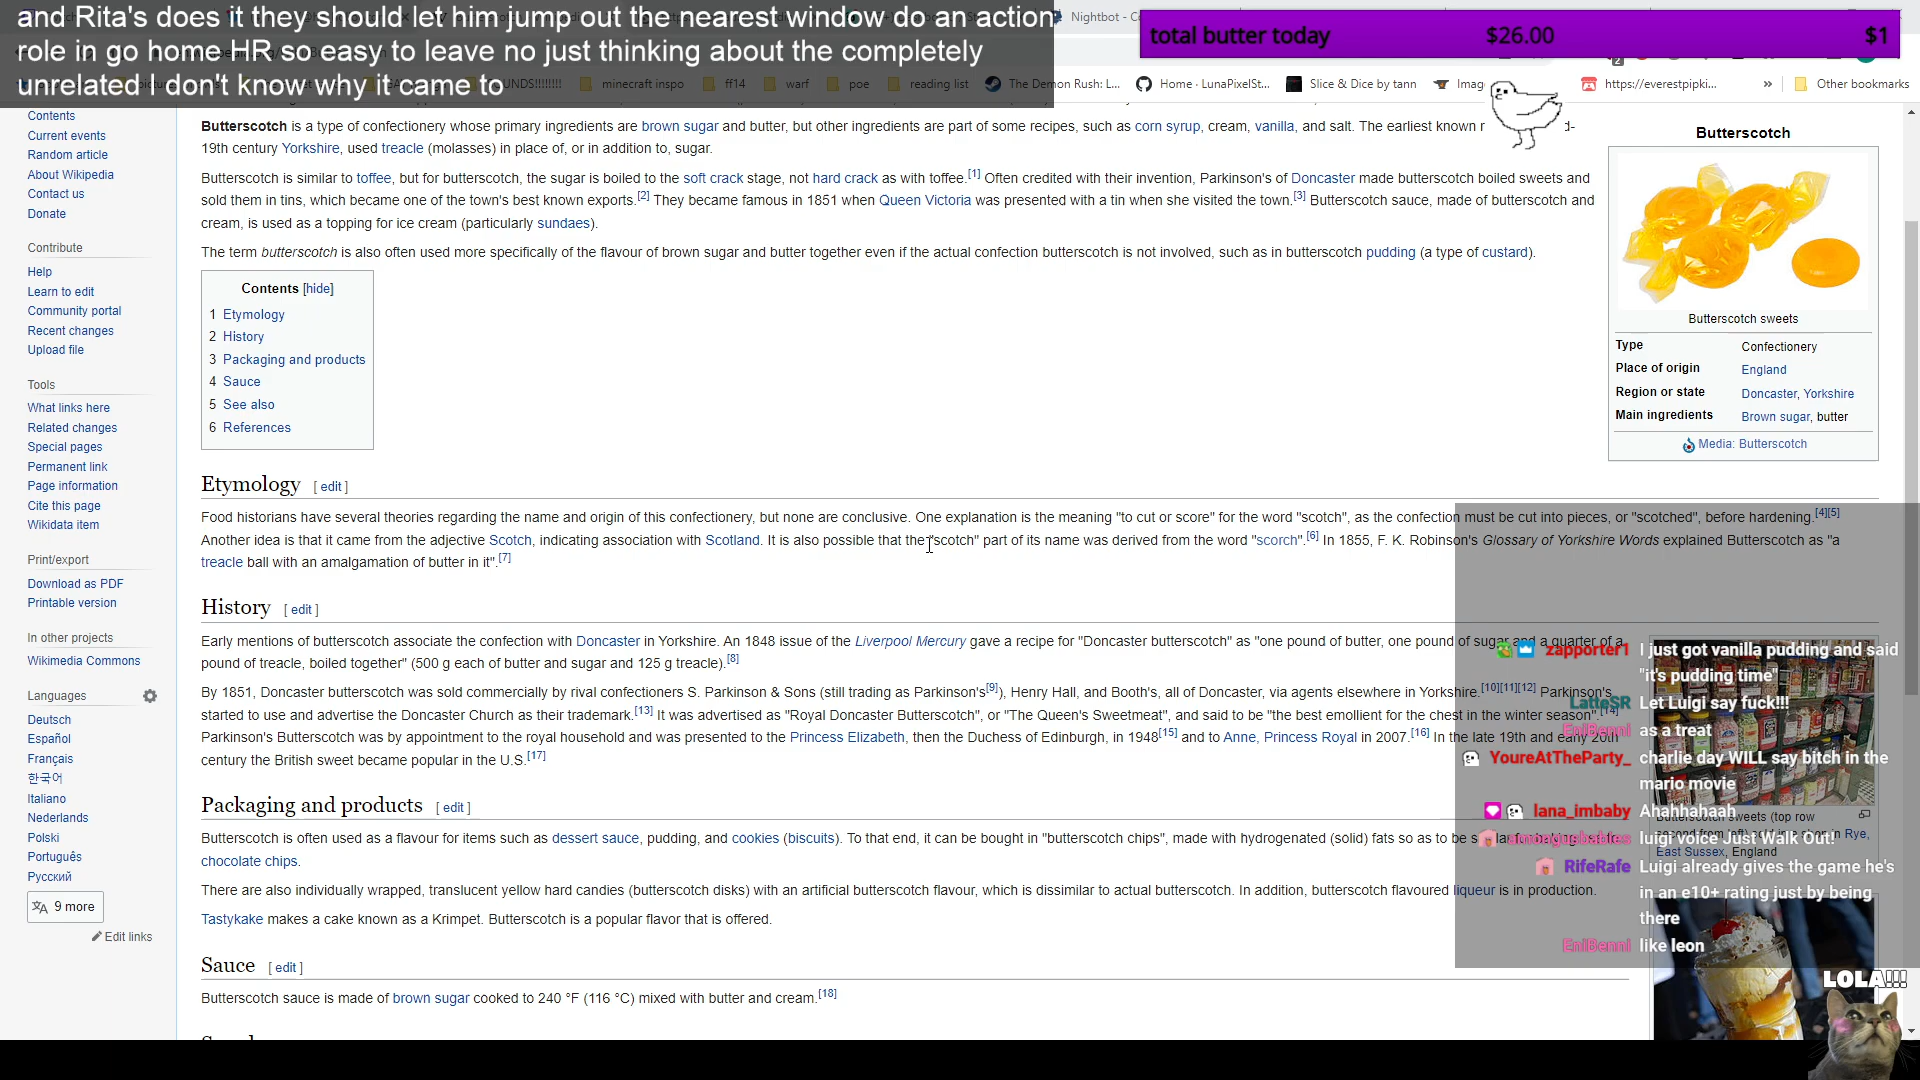 and Rita's does it they should let him jump out the nearest window do an action
role in go home HR so easy to leave no just thinking about the completely
unrelated I don't know why it came to
Nightbot - C
total butter today $26.00 $1
minecraft inspo
ff14
warf
poe
reading list
The Demon Rush: L...
Home · LunaPixelSt...
Slice & Dice by tann
Imag
https://everestpipki...
»
Other bookmarks
Contents
Current events
Random article
About Wikipedia
Contact us
Donate
Contribute
Help
Learn to edit
Community portal
Recent changes
Upload file
Tools
What links here
Related changes
Special pages
Permanent link
Page information
Cite this page
Wikidata item
Print/export
Download as PDF
Printable version
In other projects
Wikimedia Commons
Languages
Deutsch
Español
Français
한국어
Italiano
Nederlands
Polski
Português
Русский
9 more
Edit links
Butterscotch is a type of confectionery whose primary ingredients are brown sugar and butter, but other ingredients are part of some recipes, such as corn syrup, cream, vanilla, and salt. The earliest known r d-
19th century Yorkshire, used treacle (molasses) in place of, or in addition to, sugar.
Butterscotch is similar to toffee, but for butterscotch, the sugar is boiled to the soft crack stage, not hard crack as with toffee.[1] Often credited with their invention, Parkinson's of Doncaster made butterscotch boiled sweets and
sold them in tins, which became one of the town's best known exports.[2] They became famous in 1851 when Queen Victoria was presented with a tin when she visited the town.[3] Butterscotch sauce, made of butterscotch and
cream, is used as a topping for ice cream (particularly sundaes).
The term butterscotch is also often used more specifically of the flavour of brown sugar and butter together even if the actual confection butterscotch is not involved, such as in butterscotch pudding (a type of custard).
Contents [hide]
1 Etymology
2 History
3 Packaging and products
4 Sauce
5 See also
6 References
Butterscotch
Butterscotch sweets
Type Confectionery
Place of origin England
Region or state Doncaster, Yorkshire
Main ingredients Brown sugar, butter
Media: Butterscotch
Etymology [ edit ]
Food historians have several theories regarding the name and origin of this confectionery, but none are conclusive. One explanation is the meaning "to cut or score" for the word "scotch", as the confection must be cut into pieces, or "scotched", before hardening.[4][5]
Another idea is that it came from the adjective Scotch, indicating association with Scotland. It is also possible that the "scotch" part of its name was derived from the word "scorch".[6] In 1855, F. K. Robinson's Glossary of Yorkshire Words explained Butterscotch as "a
treacle ball with an amalgamation of butter in it".[7]
History [ edit ]
Early mentions of butterscotch associate the confection with Doncaster in Yorkshire. An 1848 issue of the Liverpool Mercury gave a recipe for "Doncaster butterscotch" as "one pound of butter, one pound of sugar and a quarter of a
pound of treacle, boiled together" (500 g each of butter and sugar and 125 g treacle).[8]
By 1851, Doncaster butterscotch was sold commercially by rival confectioners S. Parkinson & Sons (still trading as Parkinson's[9]), Henry Hall, and Booth's, all of Doncaster, via agents elsewhere in Yorkshire.[10][11][12] Parkinson's
started to use and advertise the Doncaster Church as their trademark.[13] It was advertised as "Royal Doncaster Butterscotch", or "The Queen's Sweetmeat", and said to be "the best emollient for the chest in the winter season".[14]
Parkinson's Butterscotch was by appointment to the royal household and was presented to the Princess Elizabeth, then the Duchess of Edinburgh, in 1948[15] and to Anne, Princess Royal in 2007.[16] In the late 19th and early 20th
century the British sweet became popular in the U.S.[17]
Packaging and products [ edit ]
Butterscotch is often used as a flavour for items such as dessert sauce, pudding, and cookies (biscuits). To that end, it can be bought in "butterscotch chips", made with hydrogenated (solid) fats so as to be
chocolate chips.
There are also individually wrapped, translucent yellow hard candies (butterscotch disks) with an artificial butterscotch flavour, which is dissimilar to actual butterscotch. In addition, butterscotch flavoured liqueur is in production.
Tastykake makes a cake known as a Krimpet. Butterscotch is a popular flavor that is offered.
Sauce [ edit ]
Butterscotch sauce is made of brown sugar cooked to 240 °F (116 °C) mixed with butter and cream.[18]
zapporter1 I just got vanilla pudding and said
"it's pudding time"
LatteSR Let Luigi say fuck!!!
EniBenni as a treat
YoureAtTheParty_ charlie day WILL say bitch in the
mario movie
lana_imbaby Ahahhahaah
luigi voice Just Walk Out!
RifeRafe Luigi already gives the game he's
in an e10+ rating just by being
there
EniBenni like leon
sweets (top row
Rye,
East Sussex, England
LOLA!!!